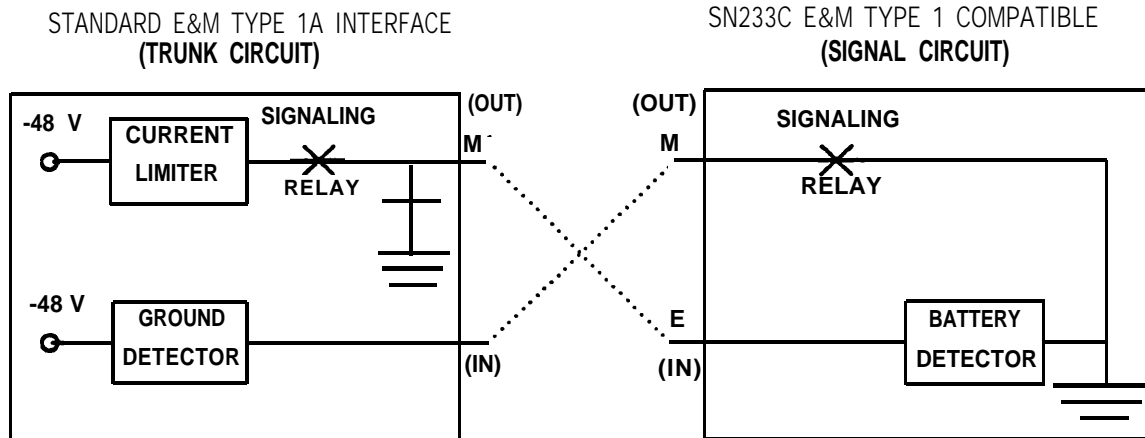 STANDARD E&M TYPE 1A INTERFACE
(TRUNK CIRCUIT)
SN233C E&M TYPE 1 COMPATIBLE
(SIGNAL CIRCUIT)
-48 V
CURRENT
LIMITER
SIGNALING
RELAY
(OUT)
M
(OUT)
M
SIGNALING
RELAY
-48 V
GROUND
DETECTOR
(IN)
E
(IN)
BATTERY
DETECTOR